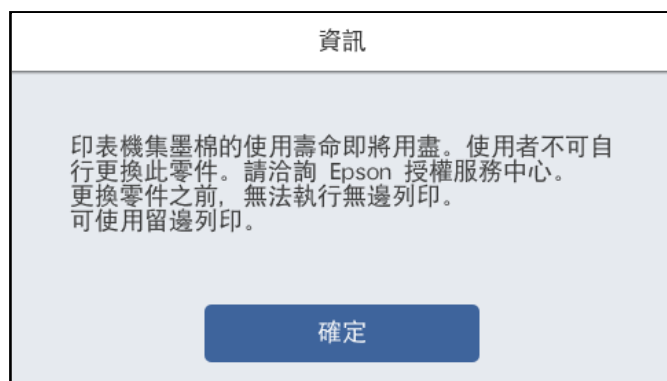 資訊
印表機集墨棉的使用壽命即將用盡。使用者不可自
行更換此零件。請洽詢 Epson 授權服務中心。
更換零件之前，無法執行無邊列印。
可使用留邊列印。
確定